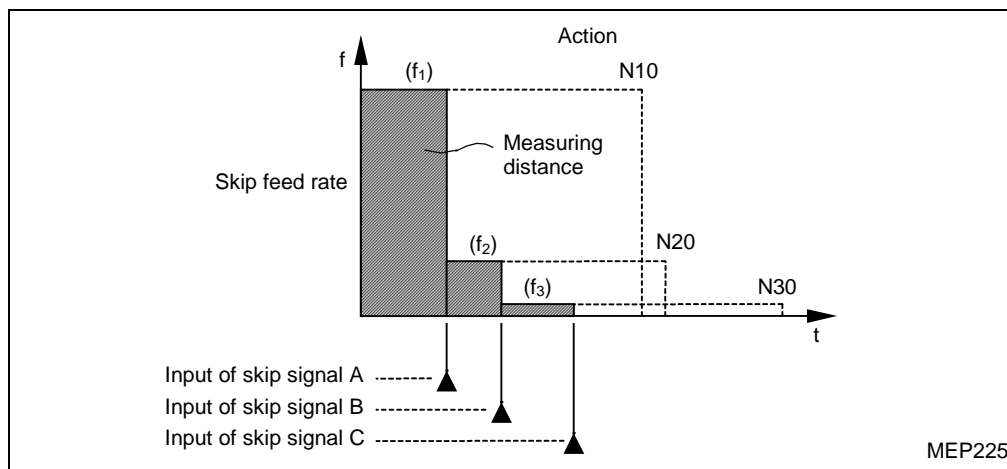 Action
f
(f₁)
N10
Measuring
distance
Skip feed rate
(f₂)
N20
(f₃)
N30
t
Input of skip signal A
Input of skip signal B
Input of skip signal C
MEP225